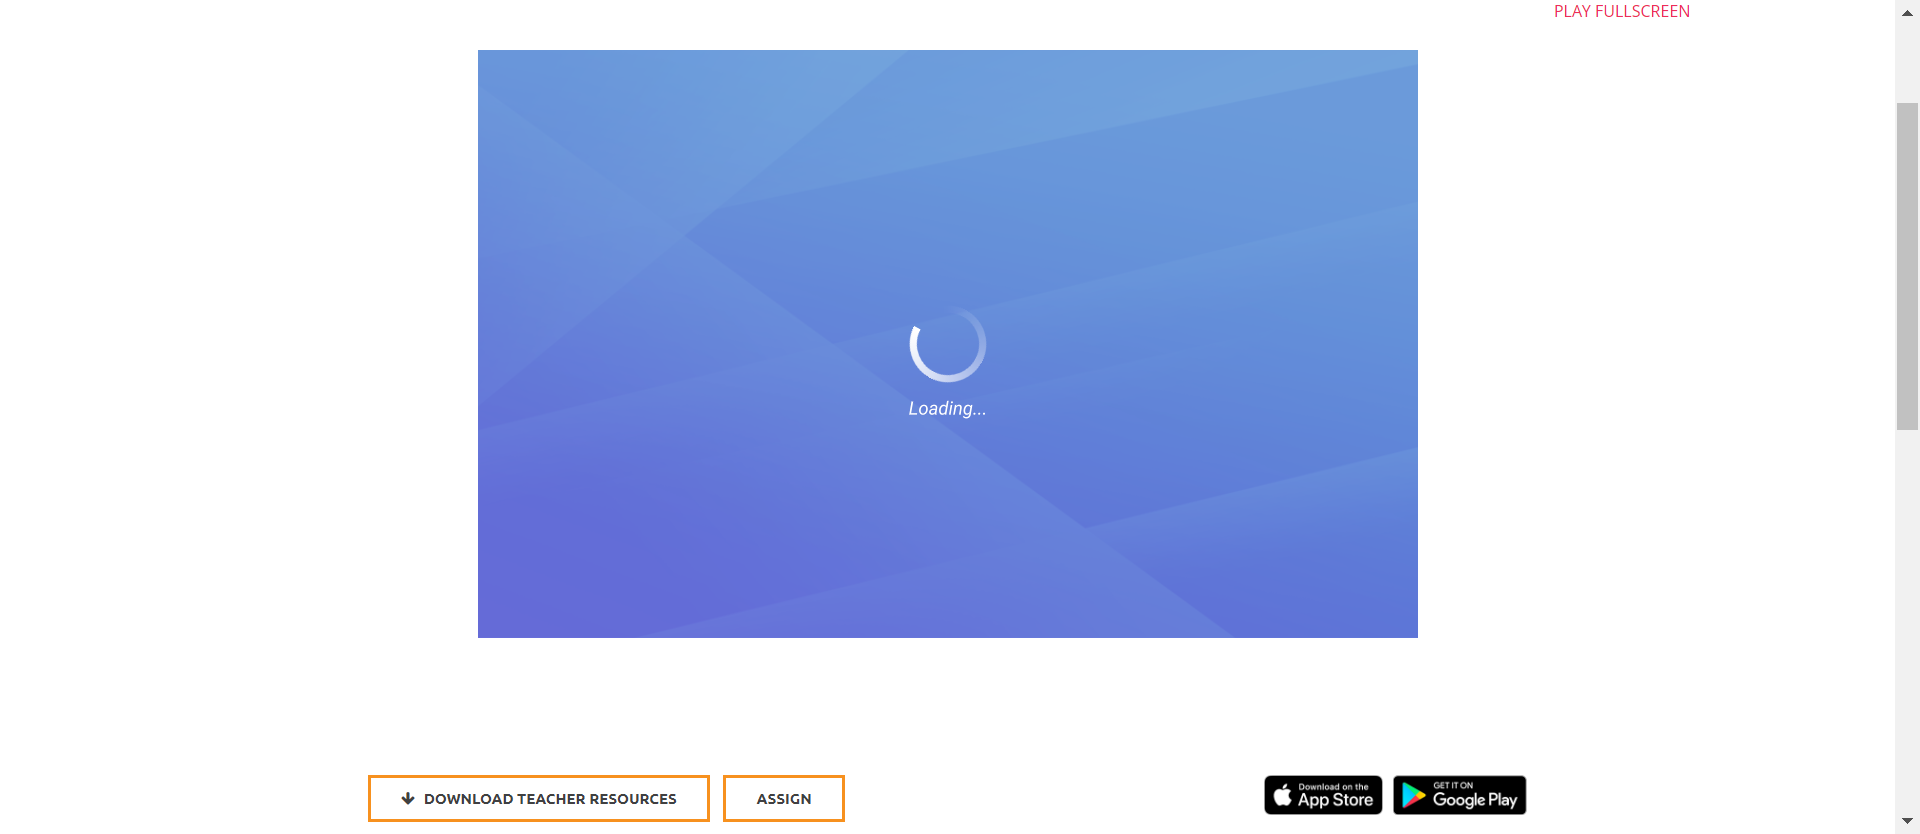 PLAY FULLSCREEN
Loading...
DOWNLOAD TEACHER RESOURCES
ASSIGN
Download on the
App Store
GET IT ON
Google Play